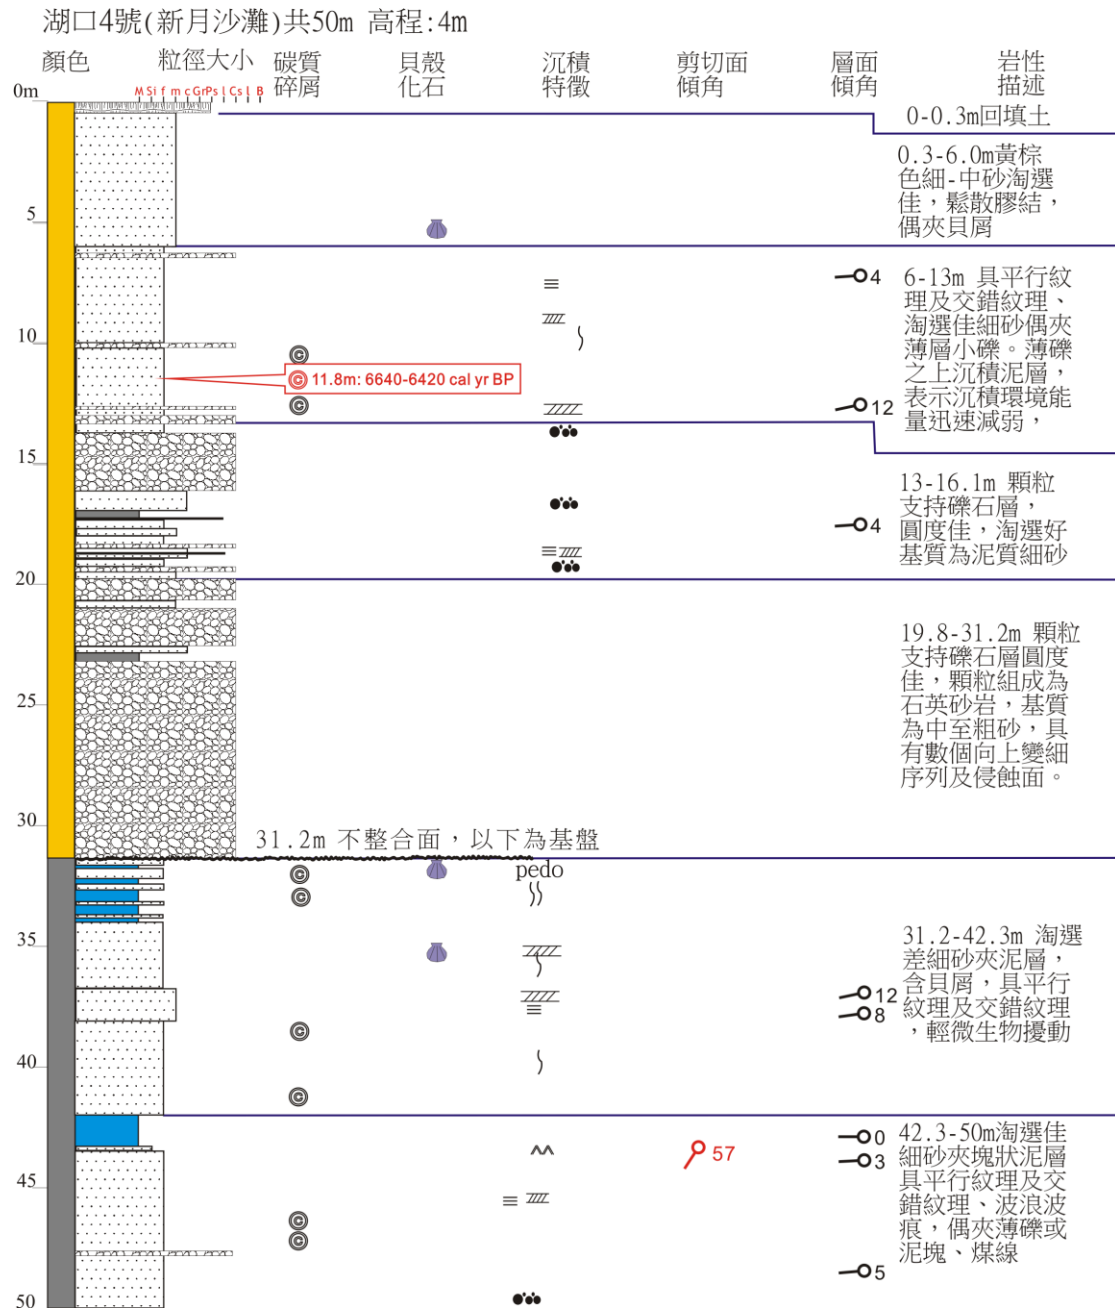 湖口4號(新月沙灘)共50m 高程:4m
顏色
粒徑大小
碳質
碎屑
貝殼
化石
沉積
特徵
剪切面
傾角
層面
傾角
岩性
描述
0m
M Si f m c GrPs l Cs l B
0-0.3m回填土
0.3-6.0m黃棕
色細-中砂淘選
佳，鬆散膠結，
偶夾貝屑
5
4
6-13m 具平行紋
理及交錯紋理、
淘選佳細砂偶夾
薄層小礫。薄礫
之上沉積泥層，
表示沉積環境能
量迅速減弱，
10
C
C 11.8m: 6640-6420 cal yr BP
C
12
15
13-16.1m 顆粒
支持礫石層，
圓度佳，淘選好
基質為泥質細砂
4
20
19.8-31.2m 顆粒
支持礫石層圓度
佳，顆粒組成為
石英砂岩，基質
為中至粗砂，具
有數個向上變細
序列及侵蝕面。
25
30
31.2m 不整合面，以下為基盤
C
pedo
C
35
31.2-42.3m 淘選
差細砂夾泥層，
含貝屑，具平行
紋理及交錯紋理
，輕微生物擾動
12
8
C
40
C
0
3
57
42.3-50m淘選佳
細砂夾塊狀泥層
具平行紋理及交
錯紋理、波浪波
痕，偶夾薄礫或
泥塊、煤線
45
C
C
5
50